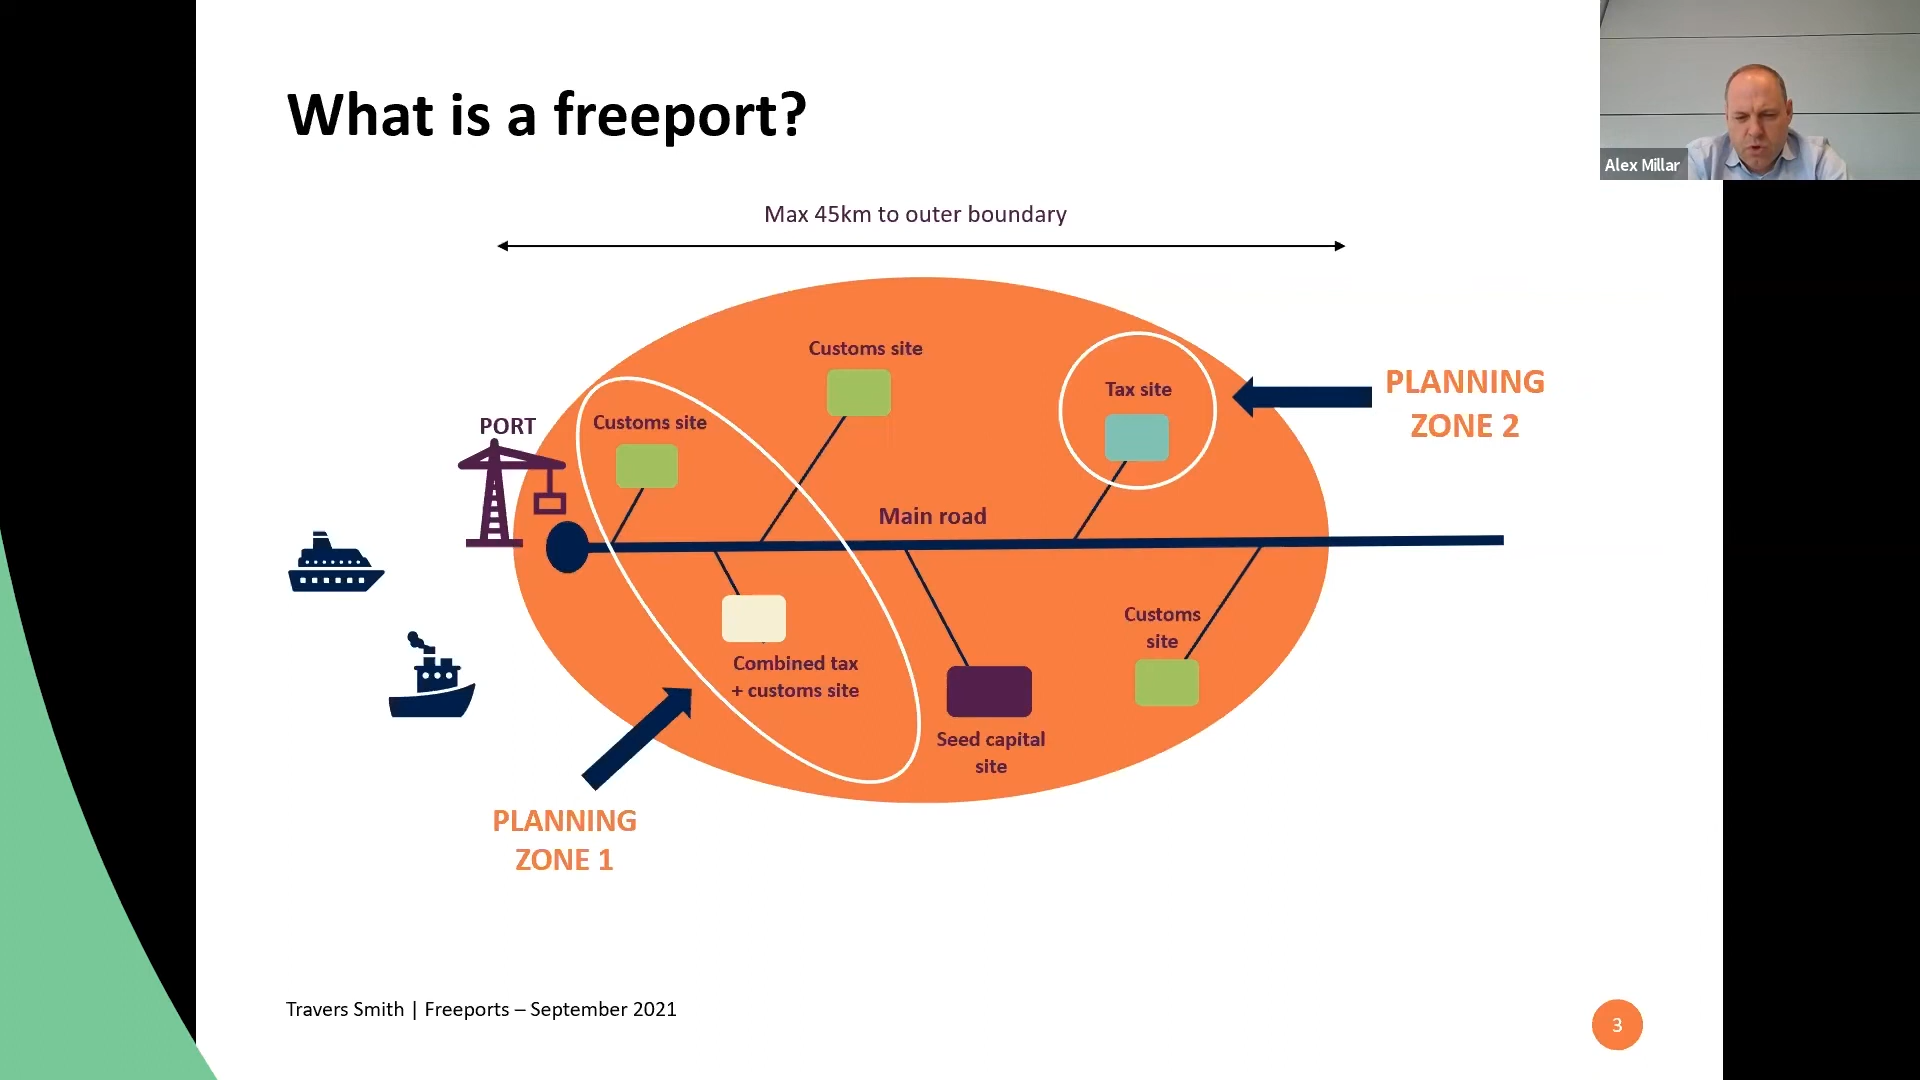 What is a freeport?
Alex Millar
Max 45km to outer boundary
Customs site
Tax site
PLANNING
ZONE 2
Customs site
PORT
Main road
Customs
site
Combined tax
+ customs site
Seed capital
site
PLANNING
ZONE 1
Travers Smith | Freeports – September 2021
3